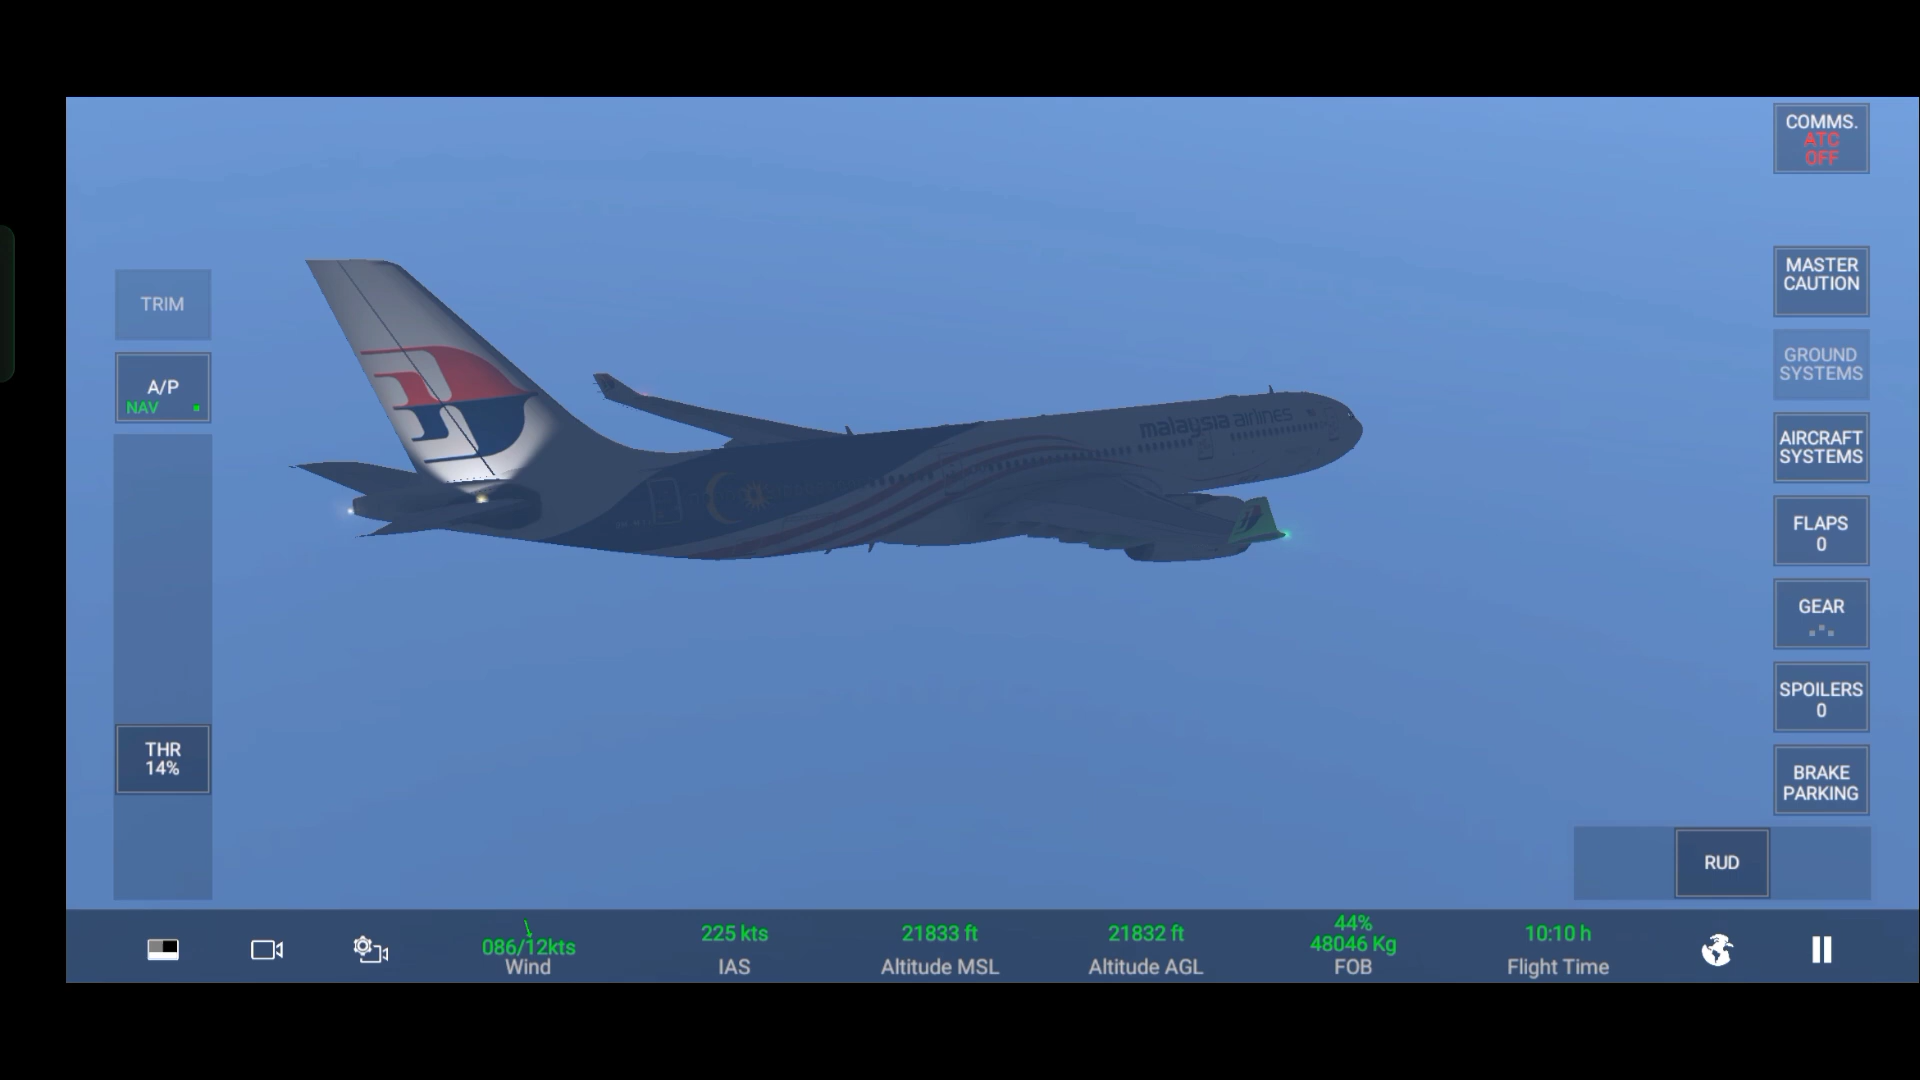 COMMS.
ATC
OFF
MASTER
CAUTION
TRIM
GROUND
SYSTEMS
A/P
NAV
malaysia airlines
AIRCRAFT
SYSTEMS
FLAPS
0
GEAR
SPOILERS
0
THR
14%
BRAKE
PARKING
RUD
086/12kts
Wind
225 kts
IAS
21833 ft
Altitude MSL
21832 ft
Altitude AGL
44%
48046 Kg
FOB
10:10 h
Flight Time